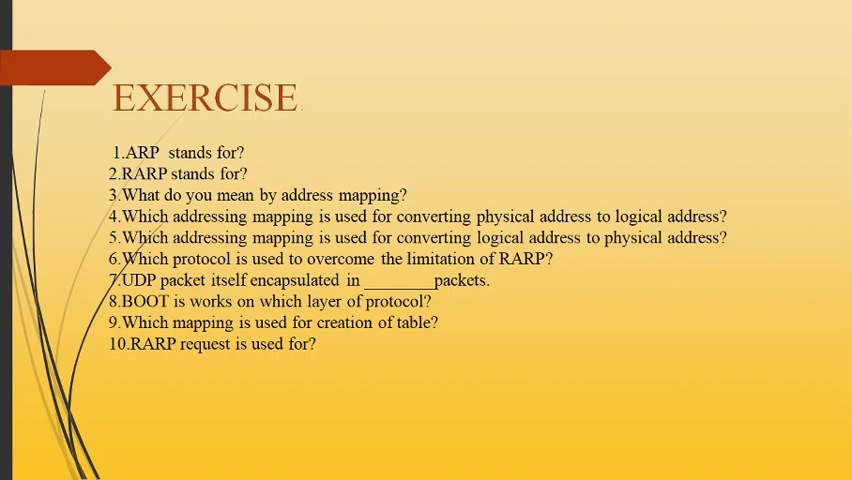 EXERCISE
1.ARP stands for?
2.RARP stands for?
3.What do you mean by address mapping?
4.Which addressing mapping is used for converting physical address to logical address?
5.Which addressing mapping is used for converting logical address to physical address?
6.Which protocol is used to overcome the limitation of RARP?
7.UDP packet itself encapsulated in ________packets.
8.BOOT is works on which layer of protocol?
9.Which mapping is used for creation of table?
10.RARP request is used for?